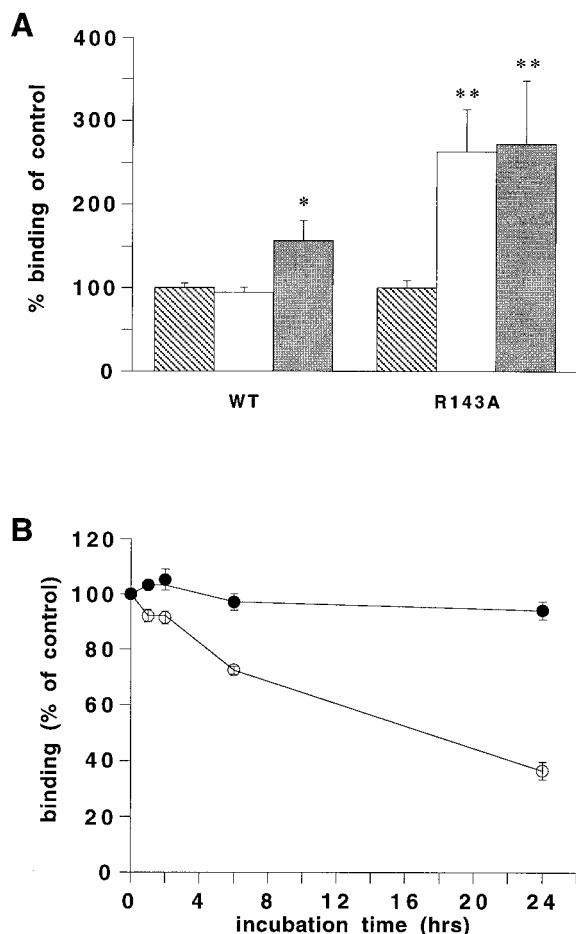 A
% binding of control
400
300
200
100
0
*
**
**
WT
R143A
B
binding (% of control)
120
100
80
60
40
20
0
0 4 8 12 16 20 24
incubation time (hrs)